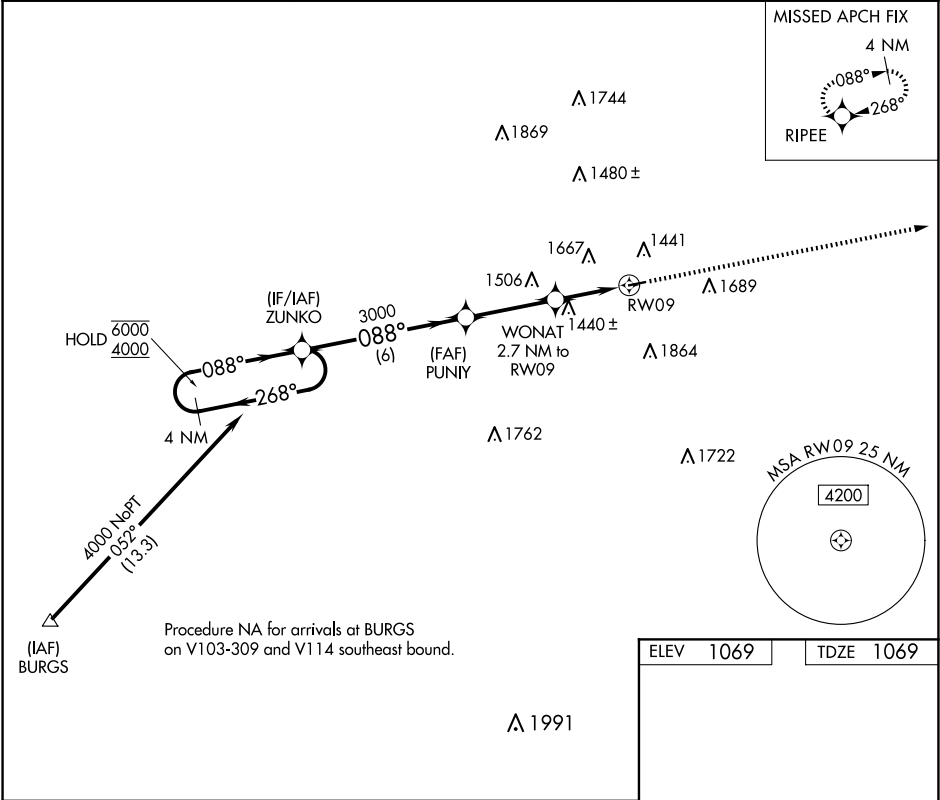 MISSED APCH FIX
4 NM
088°
268°
RIPEE
1744
1869
1480 ±
1667
1441
1506
1689
RW09
(IF/IAF)
ZUNKO
3000
088°
(6)
HOLD 6000
4000
088°
268°
4 NM
(FAF)
PUNIY
WONAT
2.7 NM to
RW09
1440 ±
1864
1762
1722
MSA RW09 25 NM
4200
4000 NoPT
052°
(13.3)
(IAF)
BURGS
Procedure NA for arrivals at BURGS
on V103-309 and V114 southeast bound.
ELEV 1069
TDZE 1069
1991